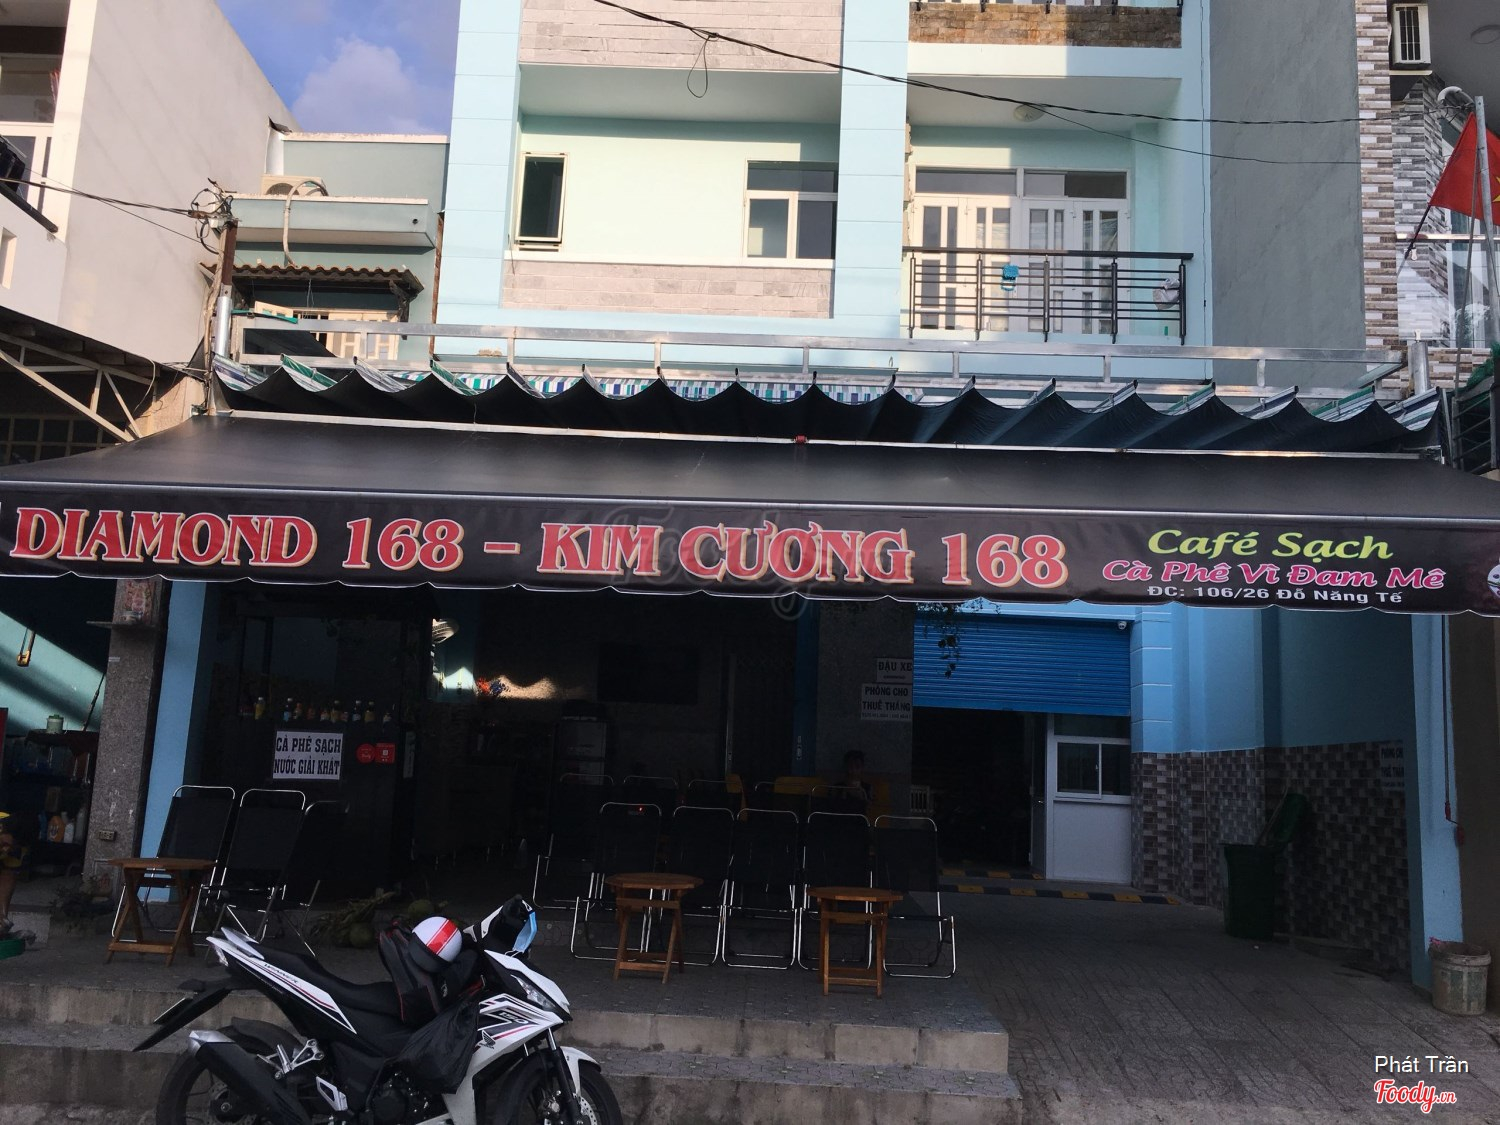 DIAMOND 168 - KIM CƯƠNG 168
Café Sạch
Cà Phê Vì Đam Mê
ĐC: 106/26 Đỗ Năng Tế
ĐẬU XE
PHÒNG CHO
THUÊ THÁNG
CÀ PHÊ SẠCH
NƯỚC GIẢI KHÁT
Phát Trần
Foody.vn